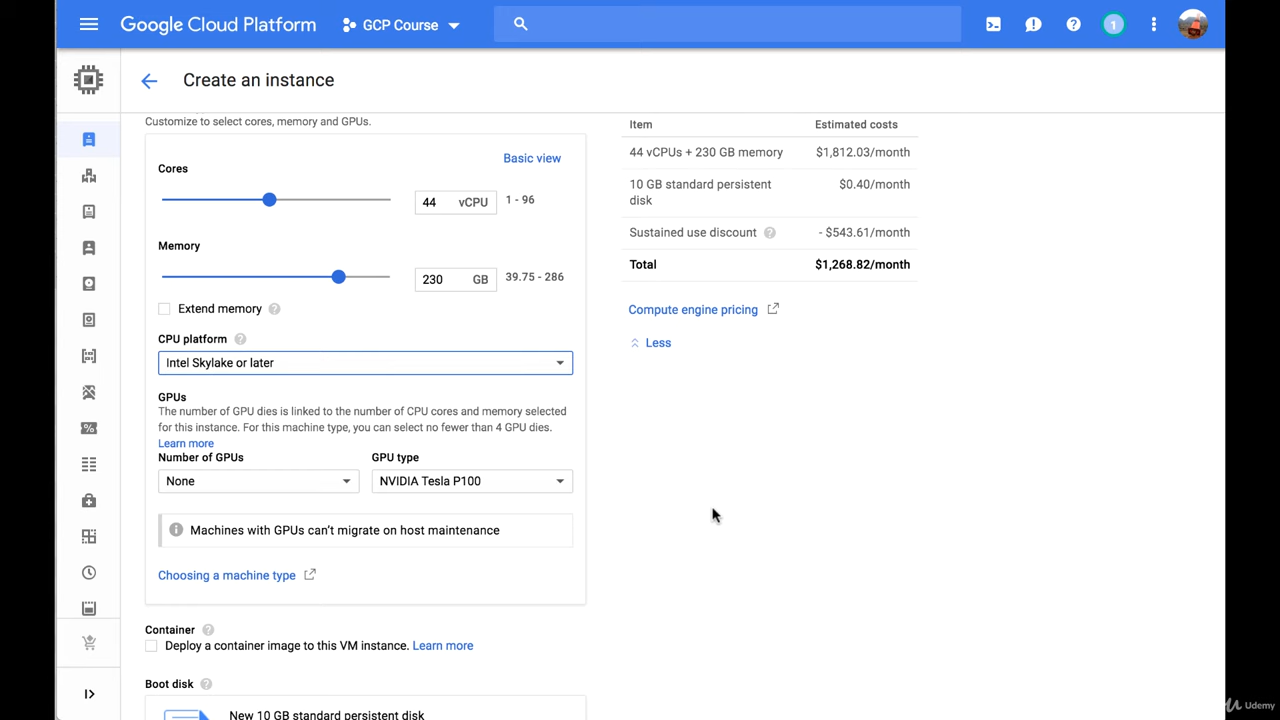 Google Cloud Platform
GCP Course
1
Create an instance
Customize to select cores, memory and GPUs.
Basic view
Cores
44 vCPU
1 - 96
Memory
230 GB
39.75 - 286
Extend memory
CPU platform
Intel Skylake or later
GPUs
The number of GPU dies is linked to the number of CPU cores and memory selected
for this instance. For this machine type, you can select no fewer than 4 GPU dies.
Learn more
Number of GPUs
GPU type
None
NVIDIA Tesla P100
Machines with GPUs can't migrate on host maintenance
Choosing a machine type
Container
Deploy a container image to this VM instance. Learn more
Boot disk
New 10 GB standard persistent disk
Item
Estimated costs
44 vCPUs + 230 GB memory
$1,812.03/month
10 GB standard persistent
disk
$0.40/month
Sustained use discount
- $543.61/month
Total
$1,268.82/month
Compute engine pricing
Less
Udemy